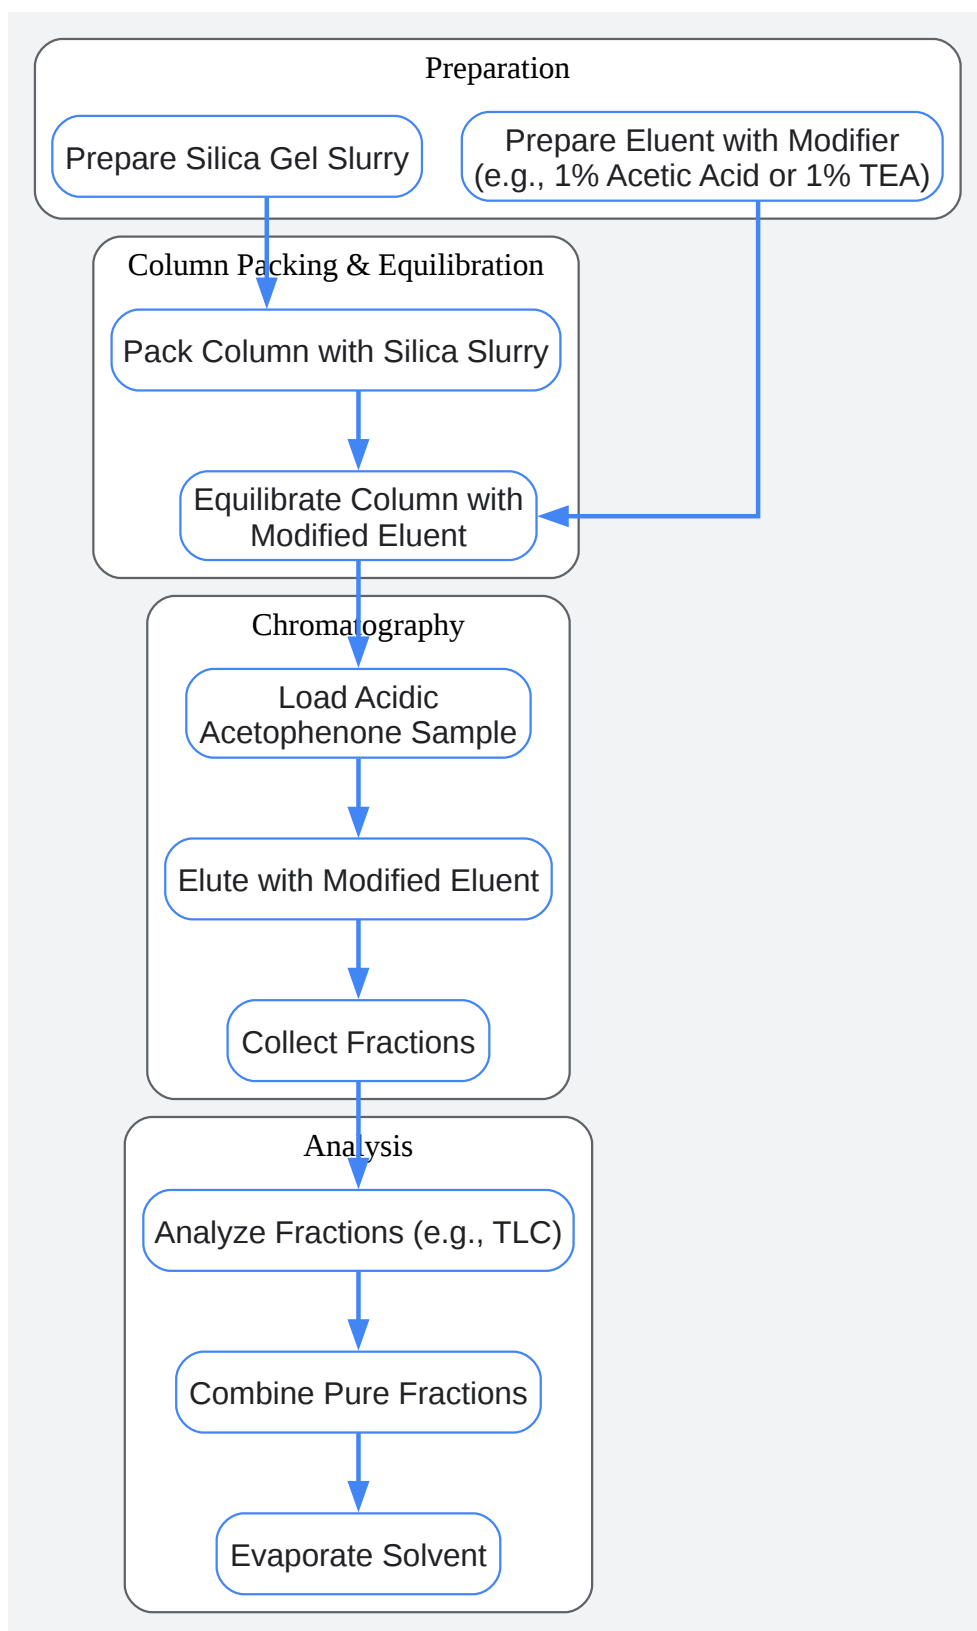 Preparation
Prepare Silica Gel Slurry
Prepare Eluent with Modifier
(e.g., 1% Acetic Acid or 1% TEA)
Column Packing & Equilibration
Pack Column with Silica Slurry
Equilibrate Column with
Modified Eluent
Chromatography
Load Acidic
Acetophenone Sample
Elute with Modified Eluent
Collect Fractions
Analysis
Analyze Fractions (e.g., TLC)
Combine Pure Fractions
Evaporate Solvent